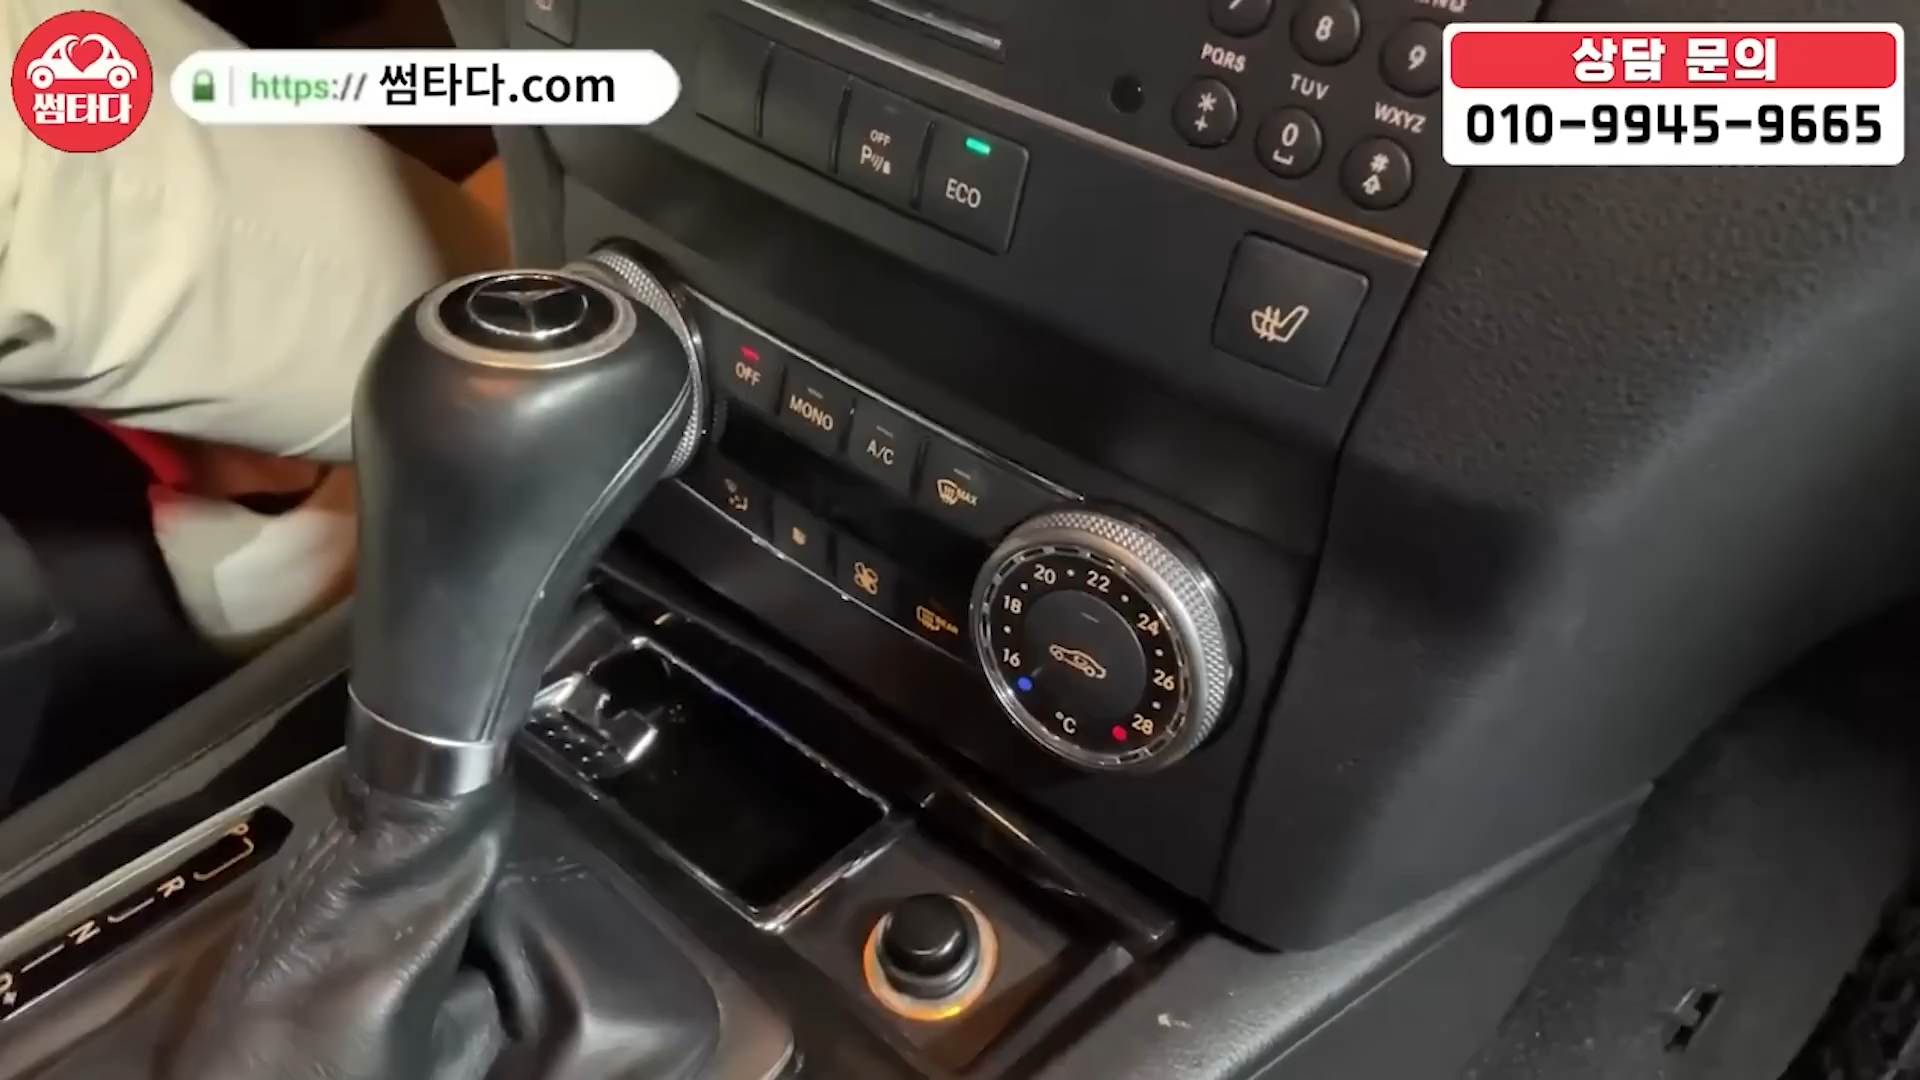 썸타다
https:// 썸타다.com
상담 문의
010-9945-9665
7
8
9
PQRS
TUV
WXYZ
*
+
0
#
OFF
P
ECO
OFF
MONO
A/C
MAX
REAR
16
18
20
22
24
26
28
°C
P
R
N
D